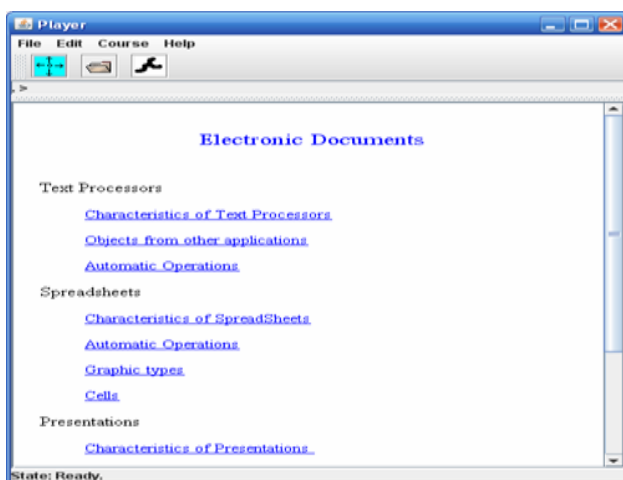 Player
File Edit Course Help
, >
Electronic Documents
Text Processors
Characteristics of Text Processors
Objects from other applications
Automatic Operations
Spreadsheets
Characteristics of SpreadSheets
Automatic Operations
Graphic types
Cells
Presentations
Characteristics of Presentations
State: Ready.